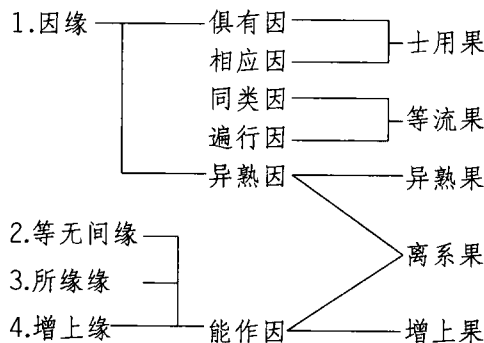 1.因缘 俱有因 士用果
相应因
同类因 等流果
遍行因
异熟因 异熟果
2.等无间缘 离系果
3.所缘缘
4.增上缘 能作因 增上果